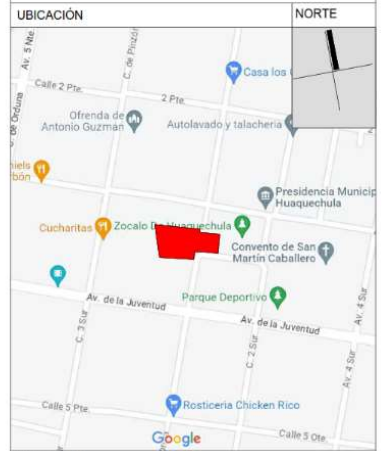 UBICACIÓN
NORTE
Av. 5 Nte.
C. de Pinzón
Casa los
Calle 2 Pte.
2 Pte.
de Orduna
Ofrenda de
Antonio Guzman
Autolavado y talacheria
niels
bón
Presidencia Municip
Huaquechula
Cucharitas
Zocalo De Huaquechula
Convento de San
Martín Caballero
Parque Deportivo
Av. de la Juventud
Av. de la Juventud
C. 3 Sur
C. 2 Sur
Av. 4 Sur
Av. 4 Sur
Calle 5 Pte.
Rosticeria Chicken Rico
Google
Calle 5 Ote.